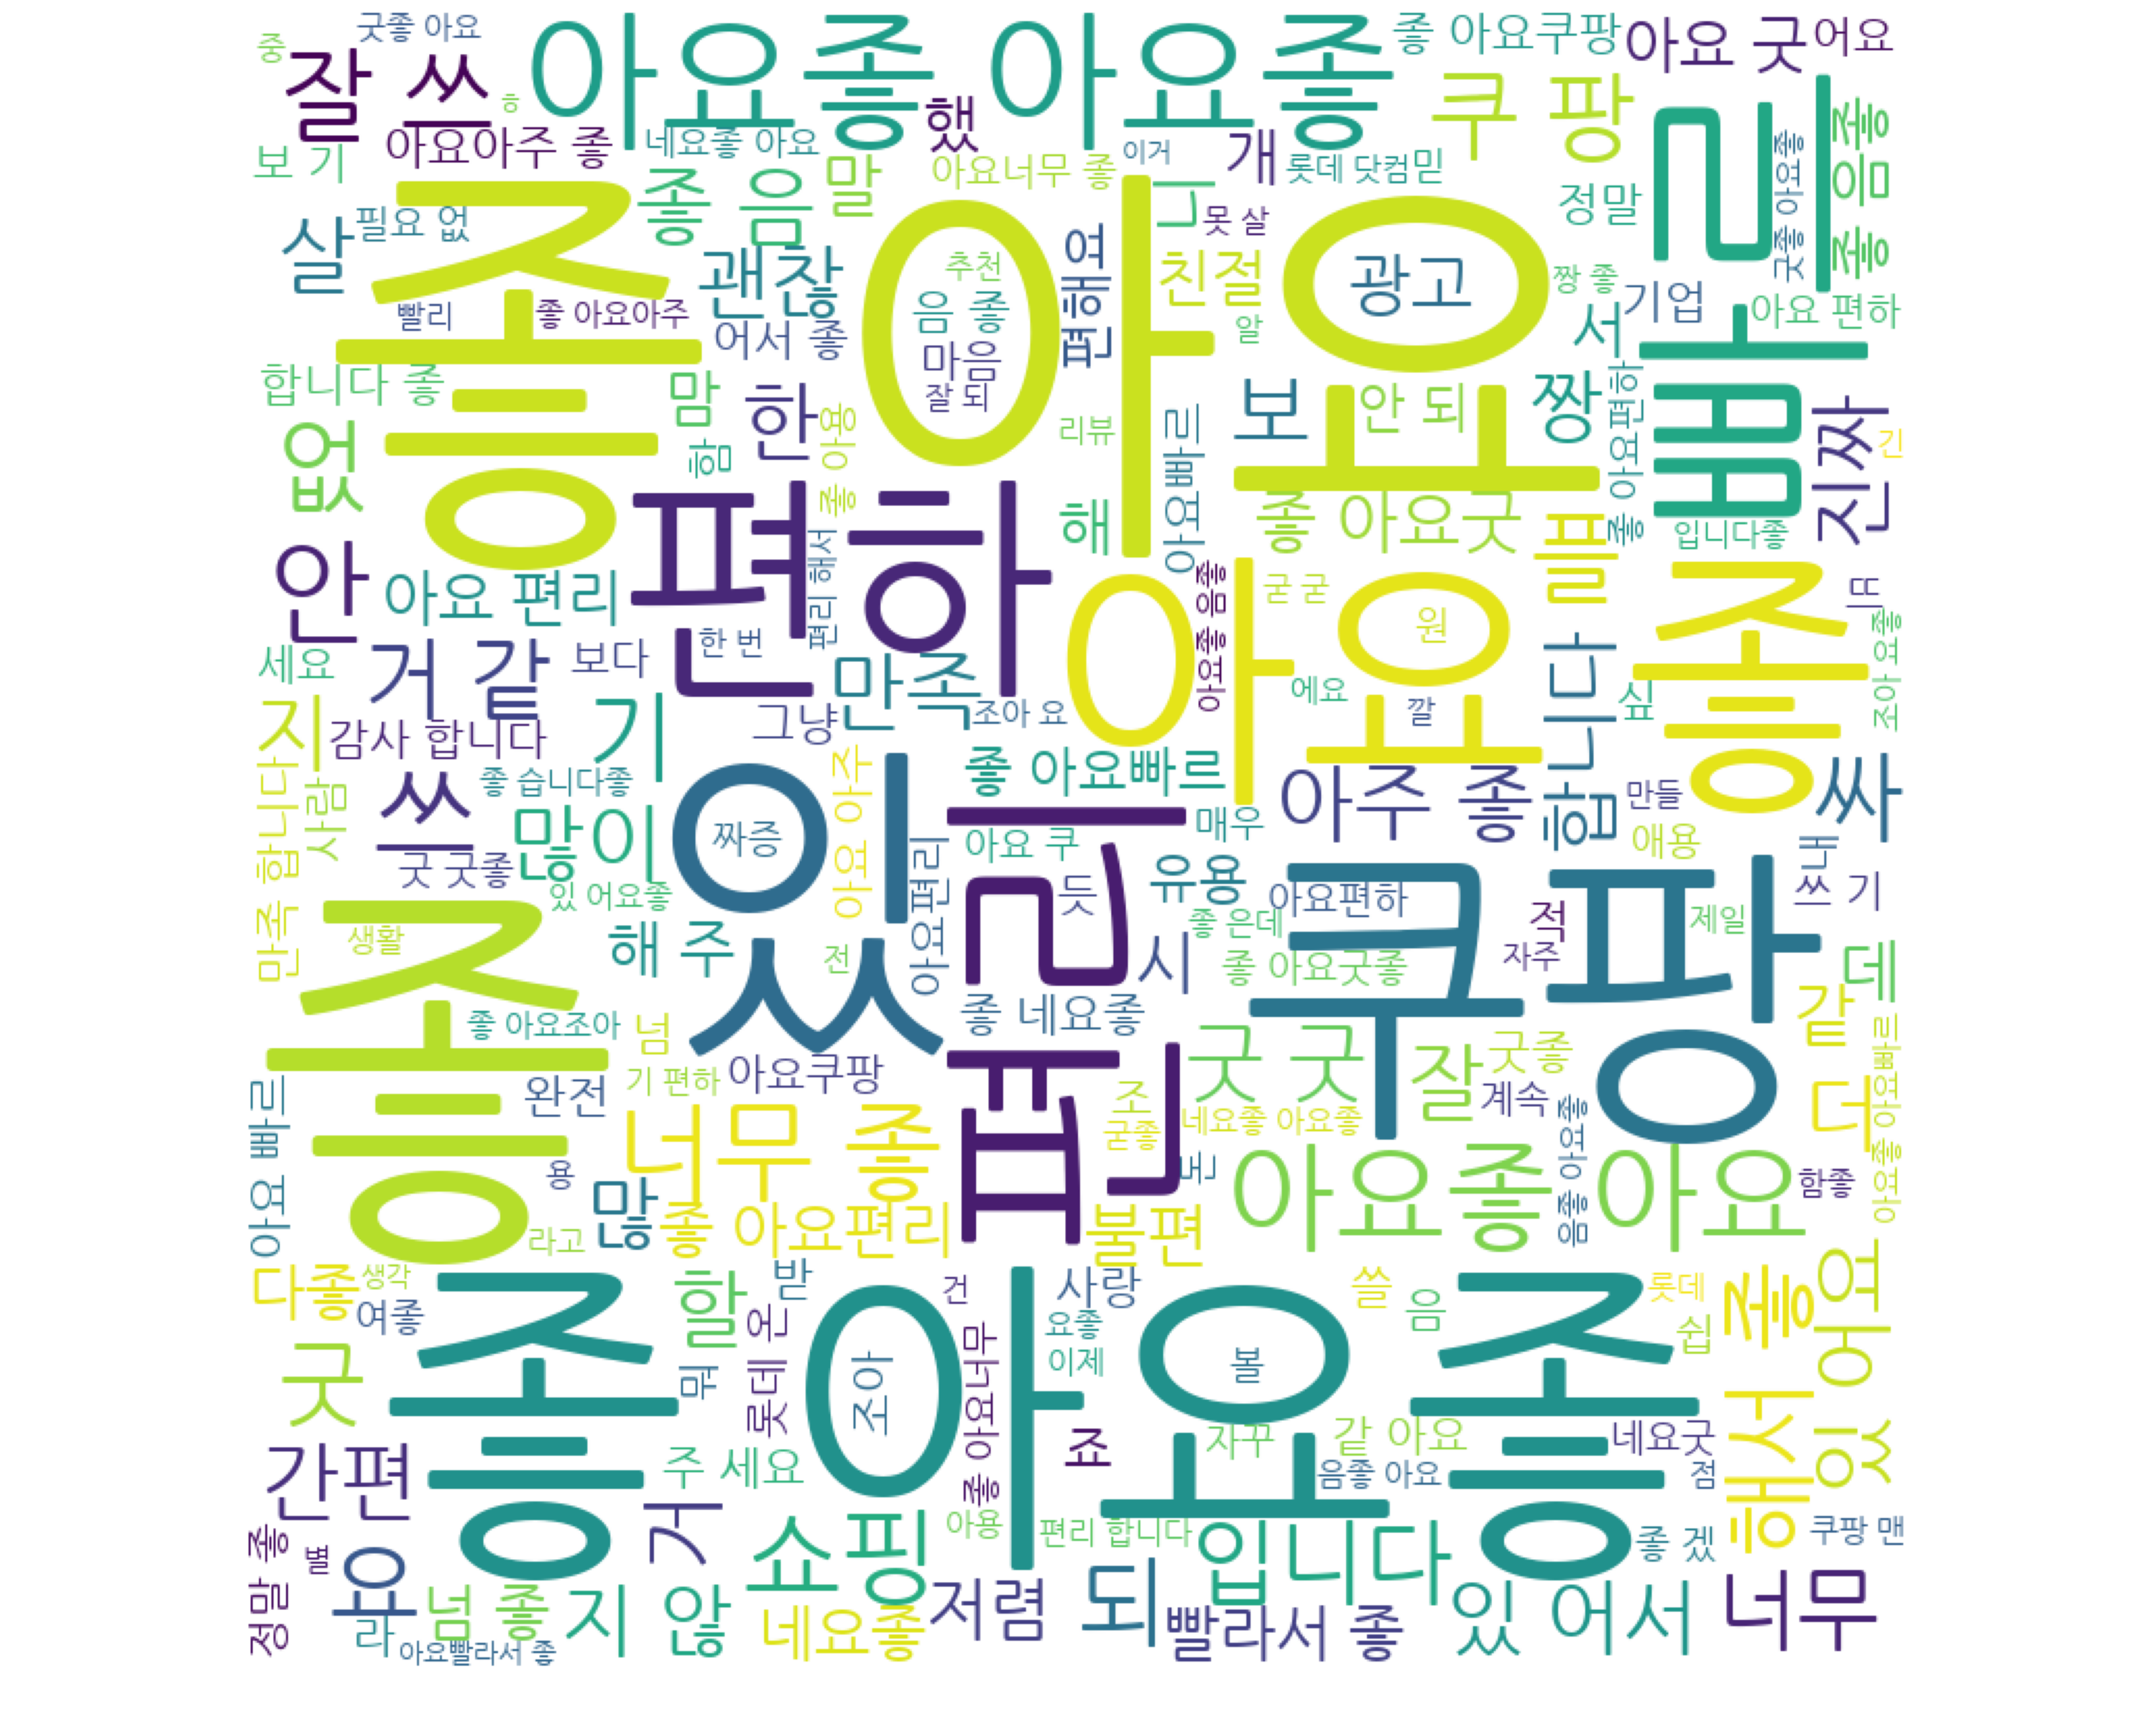 굿좋 아요
중
잘 쓰
아요좋 아요좋
좋 아요쿠팡
아요 굿
어요
ㅎ
했
쿠 팡
빠르
좋음좋
굿좋 아요좋
아요아주 좋
네요좋 아요
이거
개
롯데 닷컴
믿
보 기
아요너무 좋
좋 음
말
니
정말
살
필요 없
좋
아요
못 살
괜찮
추천
편해여
친절
광고
짱 좋
기업
아요 편하
빨리
좋 아요아주
어서 좋
음 좋
마음
잘 되
알
서
합니다 좋
맘
한
보
안 되
짱
좋 아요편하
진짜
긴
없
함
좋 아용
리뷰
아요빠르
편하
해
좋 아요굿
입니다좋
안
아요 편리
편리 해서
아요좋 음좋
굳 굳
아요
원
좋
뜨
조아 요좋
세요
거 같
보다
한 번
만족
에요
합니다
싶
깔
지
감사 합니다
기
그냥
조아 요
쓰
좋 습니다좋
좋 아요빠르
아주 좋
만들
싸
만족 합니다
사람
많이
있
짜증
아요 아주
아요 쿠
매우
애용
굿 굿좋
있 어요좋
아요편리
편리
듯
유용
아요편하
쿠팡
쓰 기
내
좋
생활
해 주
전
시
좋 은데
좋 아요굿좋
적
자주
제일
데
좋 아요조아
넘
좋 네요좋
같
아요쿠팡
굿 굿
잘
굿좋
아요 빠르
완전
기 편하
조
굳좋
네요좋 아요좋
계속
음좋 아요좋
더
아요좋 아요빠르
너무 좋
용
많
돈
아요좋 아요
함좋
라고
좋 아요편리
불편
다좋
생각
여좋
할
받
건
사랑
쓸
음
롯데
쉽
좋
있 어요
굿
좋
뭐
롯데 온
아요좋
조아
좋 아요너무
요좋
이제
볼
해서
간편
주 세요
죠
자꾸
같 아요
음좋 아요
네요굿
점
거
정말 좋
별
요
쇼핑
아용
편리 합니다
입니다
좋 겠
쿠팡 맨
라
넘 좋
지 않
네요좋
저렴
되
빨라서 좋
있 어서
너무
아요빨라서 좋